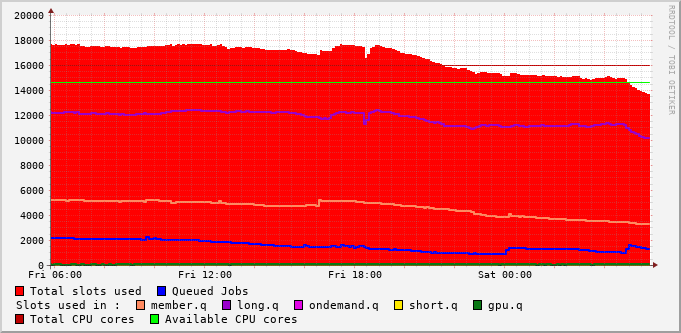 20000
18000
16000
14000
12000
10000
8000
6000
4000
2000
0
Fri 06:00 Fri 12:00 Fri 18:00 Sat 00:00
RRDTOOL / TOBI OETIKER
Total slots used Queued Jobs
Slots used in : member.q long.q ondemand.q short.q gpu.q
Total CPU cores Available CPU cores